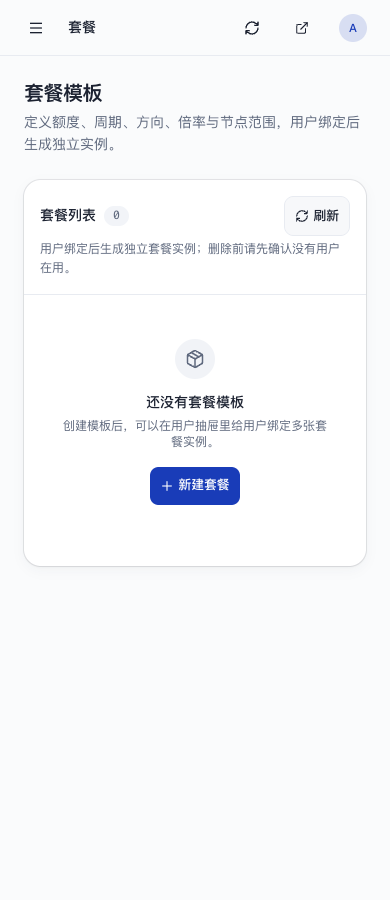 套餐
A
套餐模板
定义额度、周期、方向、倍率与节点范围，用户绑定后
生成独立实例。
套餐列表 0
刷新
用户绑定后生成独立套餐实例；删除前请先确认没有用户
在用。
还没有套餐模板
创建模板后，可以在用户抽屉里给用户绑定多张套
餐实例。
新建套餐